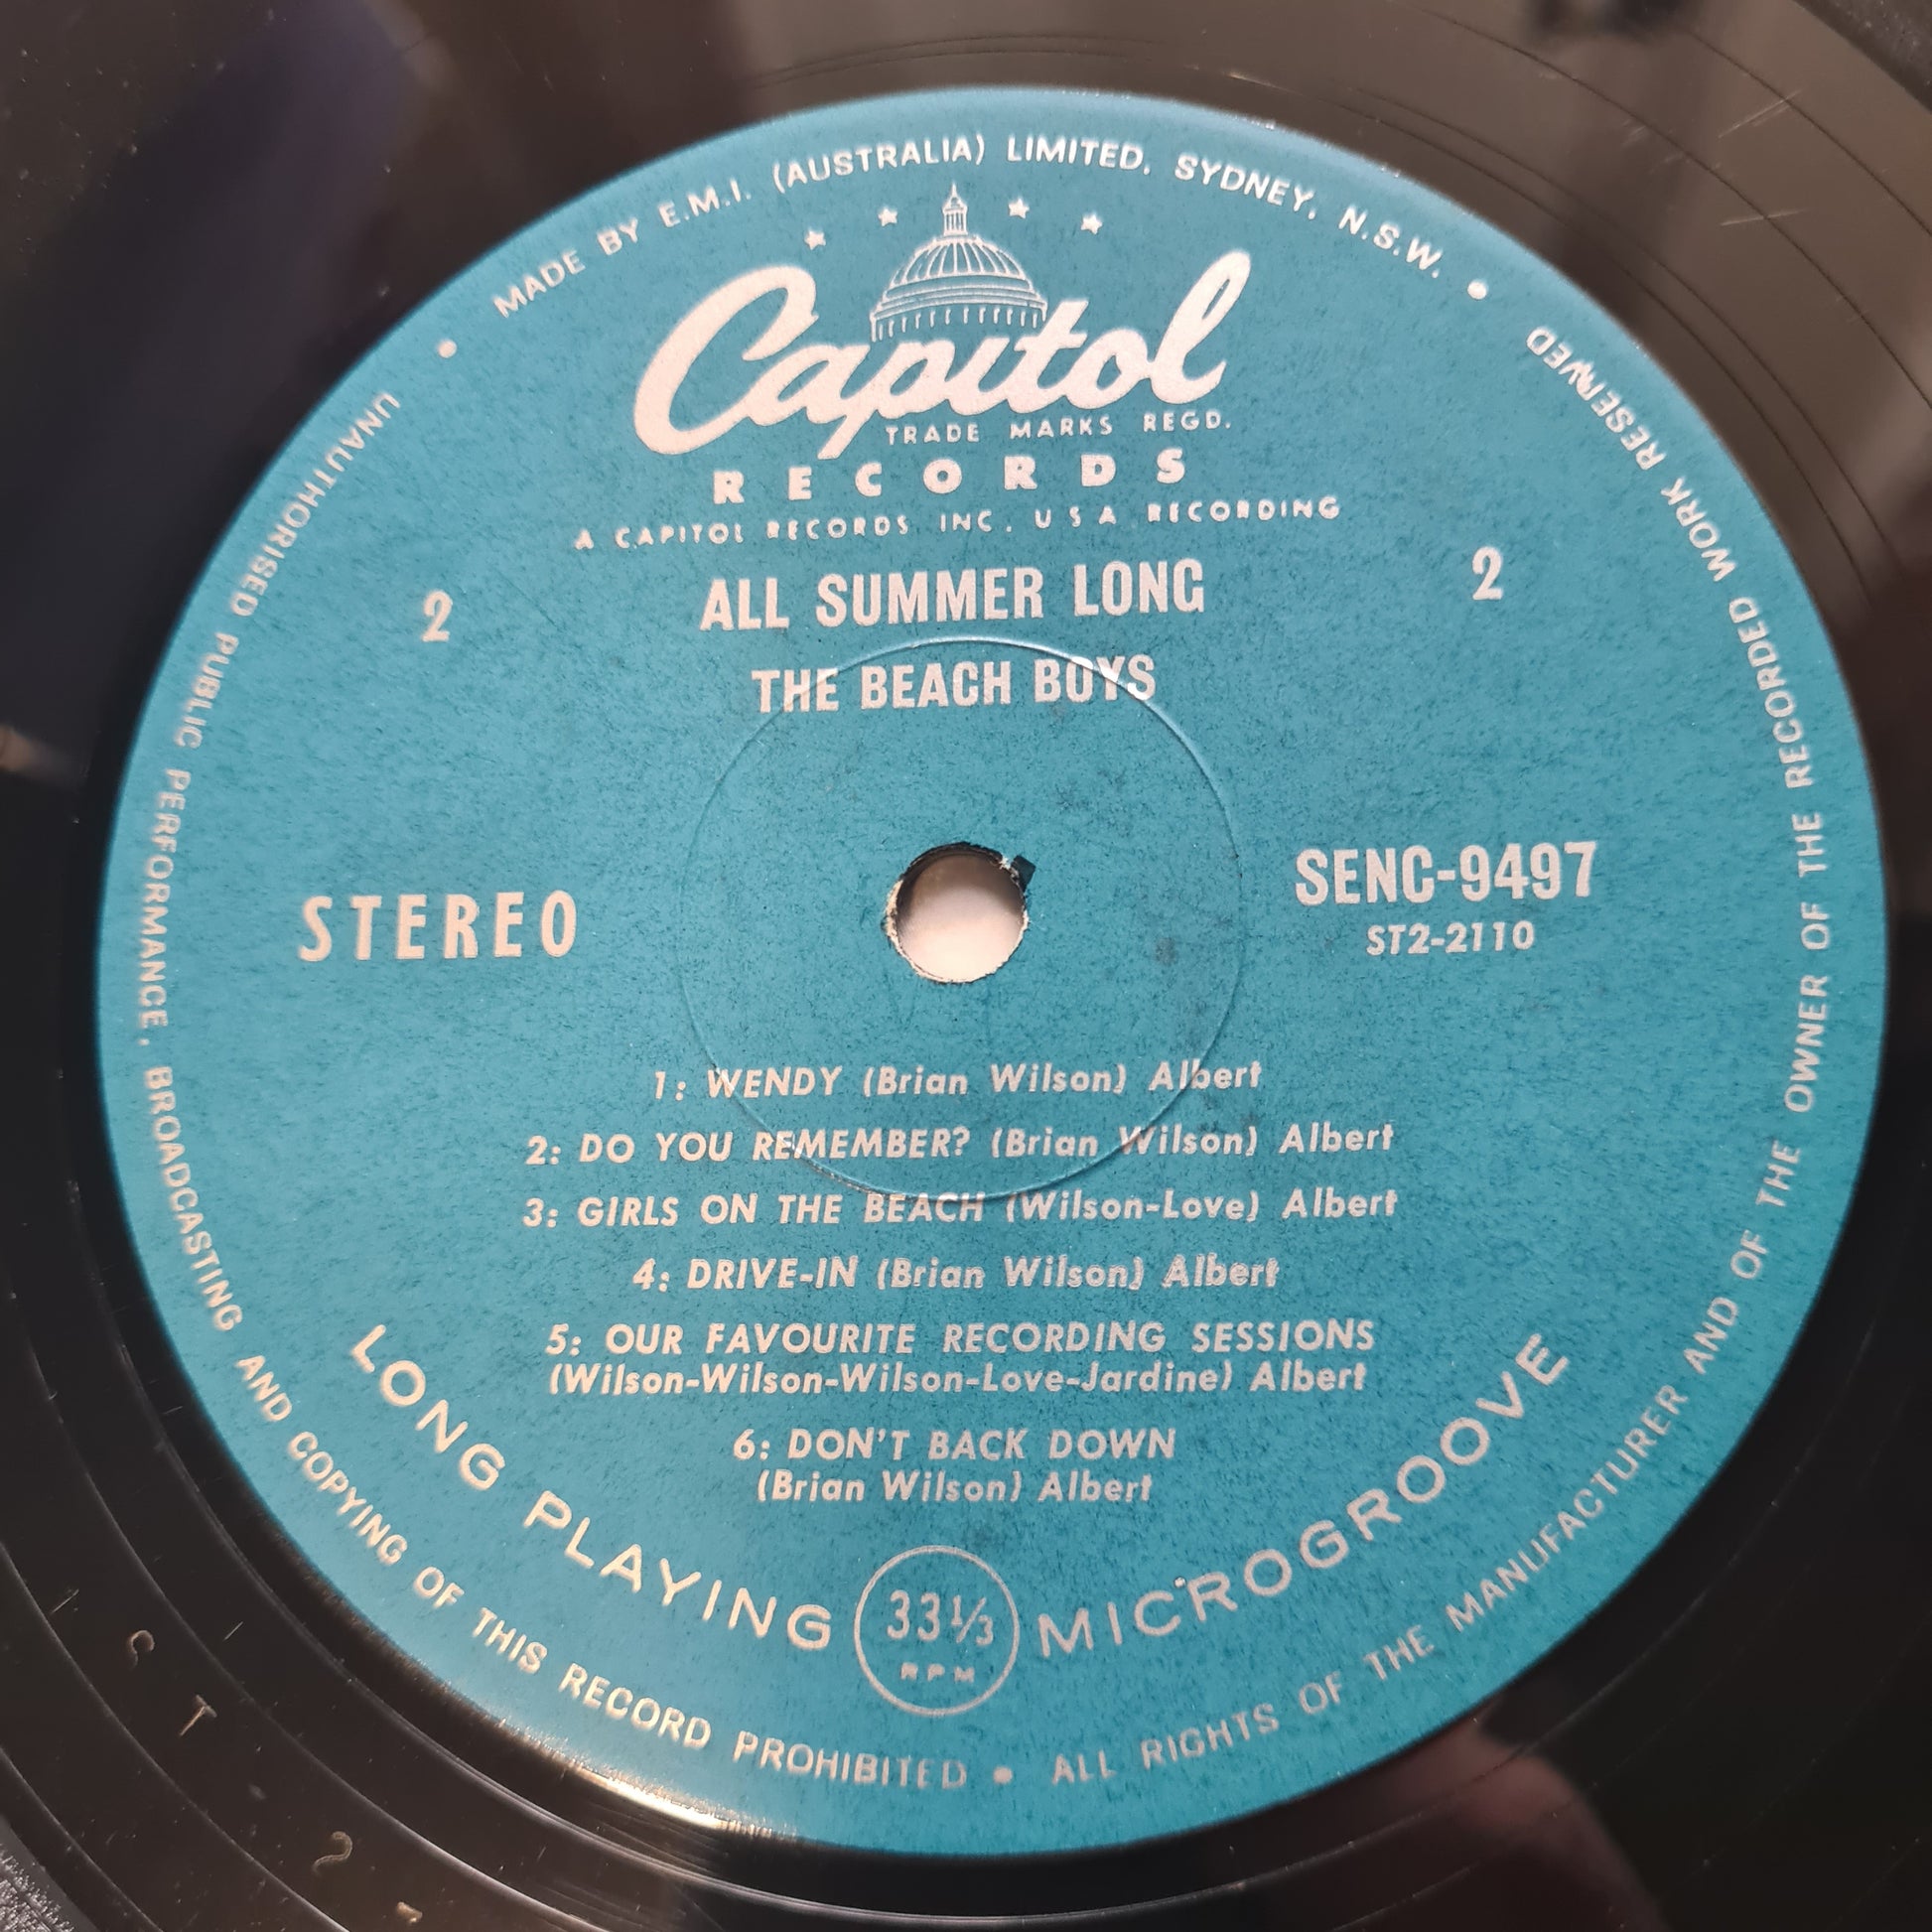 MADE BY E.M.I. (AUSTRALIA) LIMITED, SYDNEY, N.S.W. •
Capitol
TRADE MARKS REGD.
RECORDS
A CAPITOL RECORDS INC. U S A RECORDING
2
2
ALL SUMMER LONG
THE BEACH BOYS
STEREO
SENC-9497
ST2-2110
1: WENDY (Brian Wilson) Albert
2: DO YOU REMEMBER? (Brian Wilson) Albert
3: GIRLS ON THE BEACH (Wilson-Love) Albert
4: DRIVE-IN (Brian Wilson) Albert
5: OUR FAVOURITE RECORDING SESSIONS
(Wilson-Wilson-Wilson-Love-Jardine) Albert
6: DON'T BACK DOWN
(Brian Wilson) Albert
LONG PLAYING
33⅓
RPM
MICROGROOVE
• UNAUTHORISED PUBLIC PERFORMANCE, BROADCASTING AND COPYING OF THIS RECORD PROHIBITED • ALL RIGHTS OF THE MANUFACTURER AND OF THE OWNER OF THE RECORDED WORK RESERVED
S T 2 -